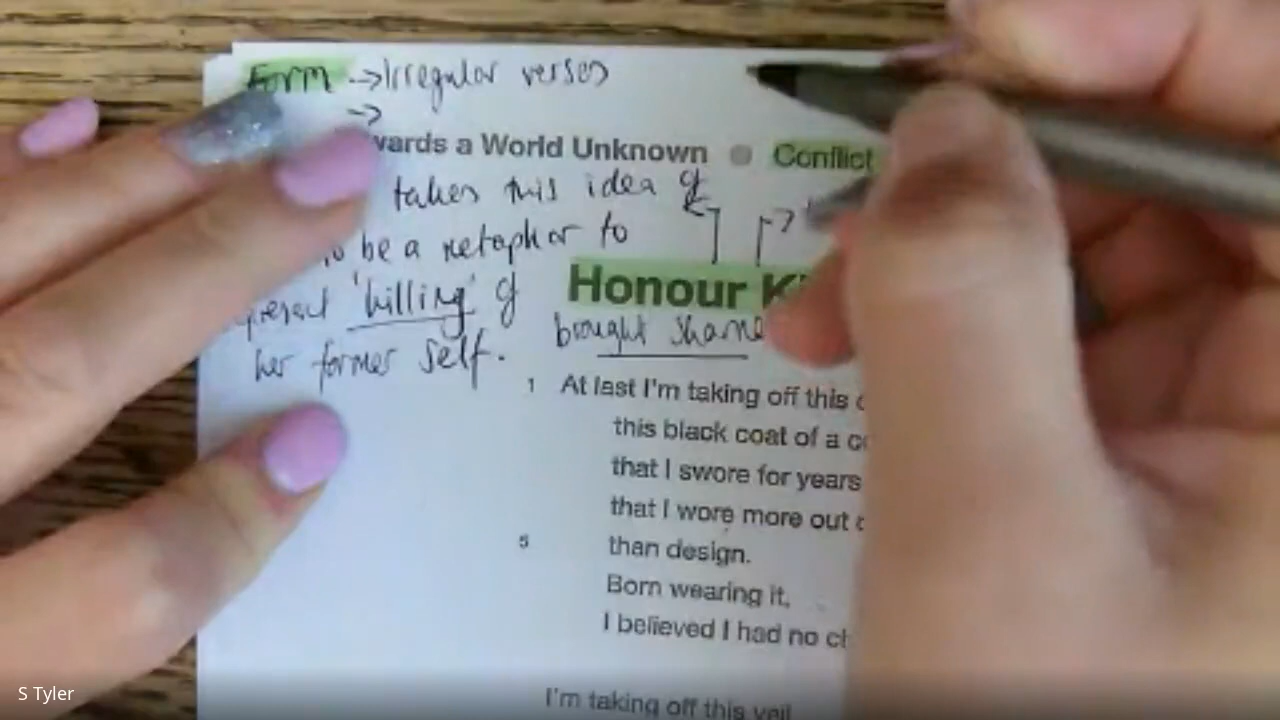 Form -> Irregular verses
->
wards a World Unknown Conflict
takes this idea of
be a metaphor to
'killing' of
her former self.
Honour
brought shame
1 At last I'm taking off this
this black coat of a
that I swore for years
that I wore more out
5 than design.
Born wearing it,
I believed I had no
I'm taking off this veil
S Tyler